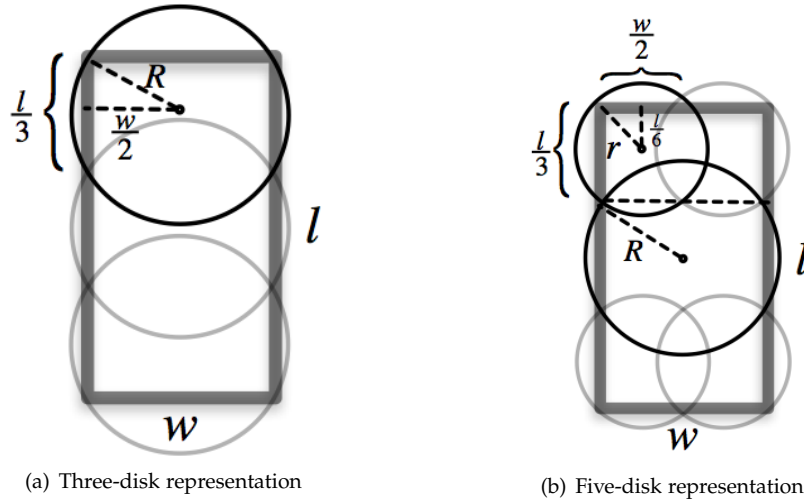 R
l/3
w/2
l
w
(a) Three-disk representation
w/2
l/3
l/6
r
R
l
w
(b) Five-disk representation